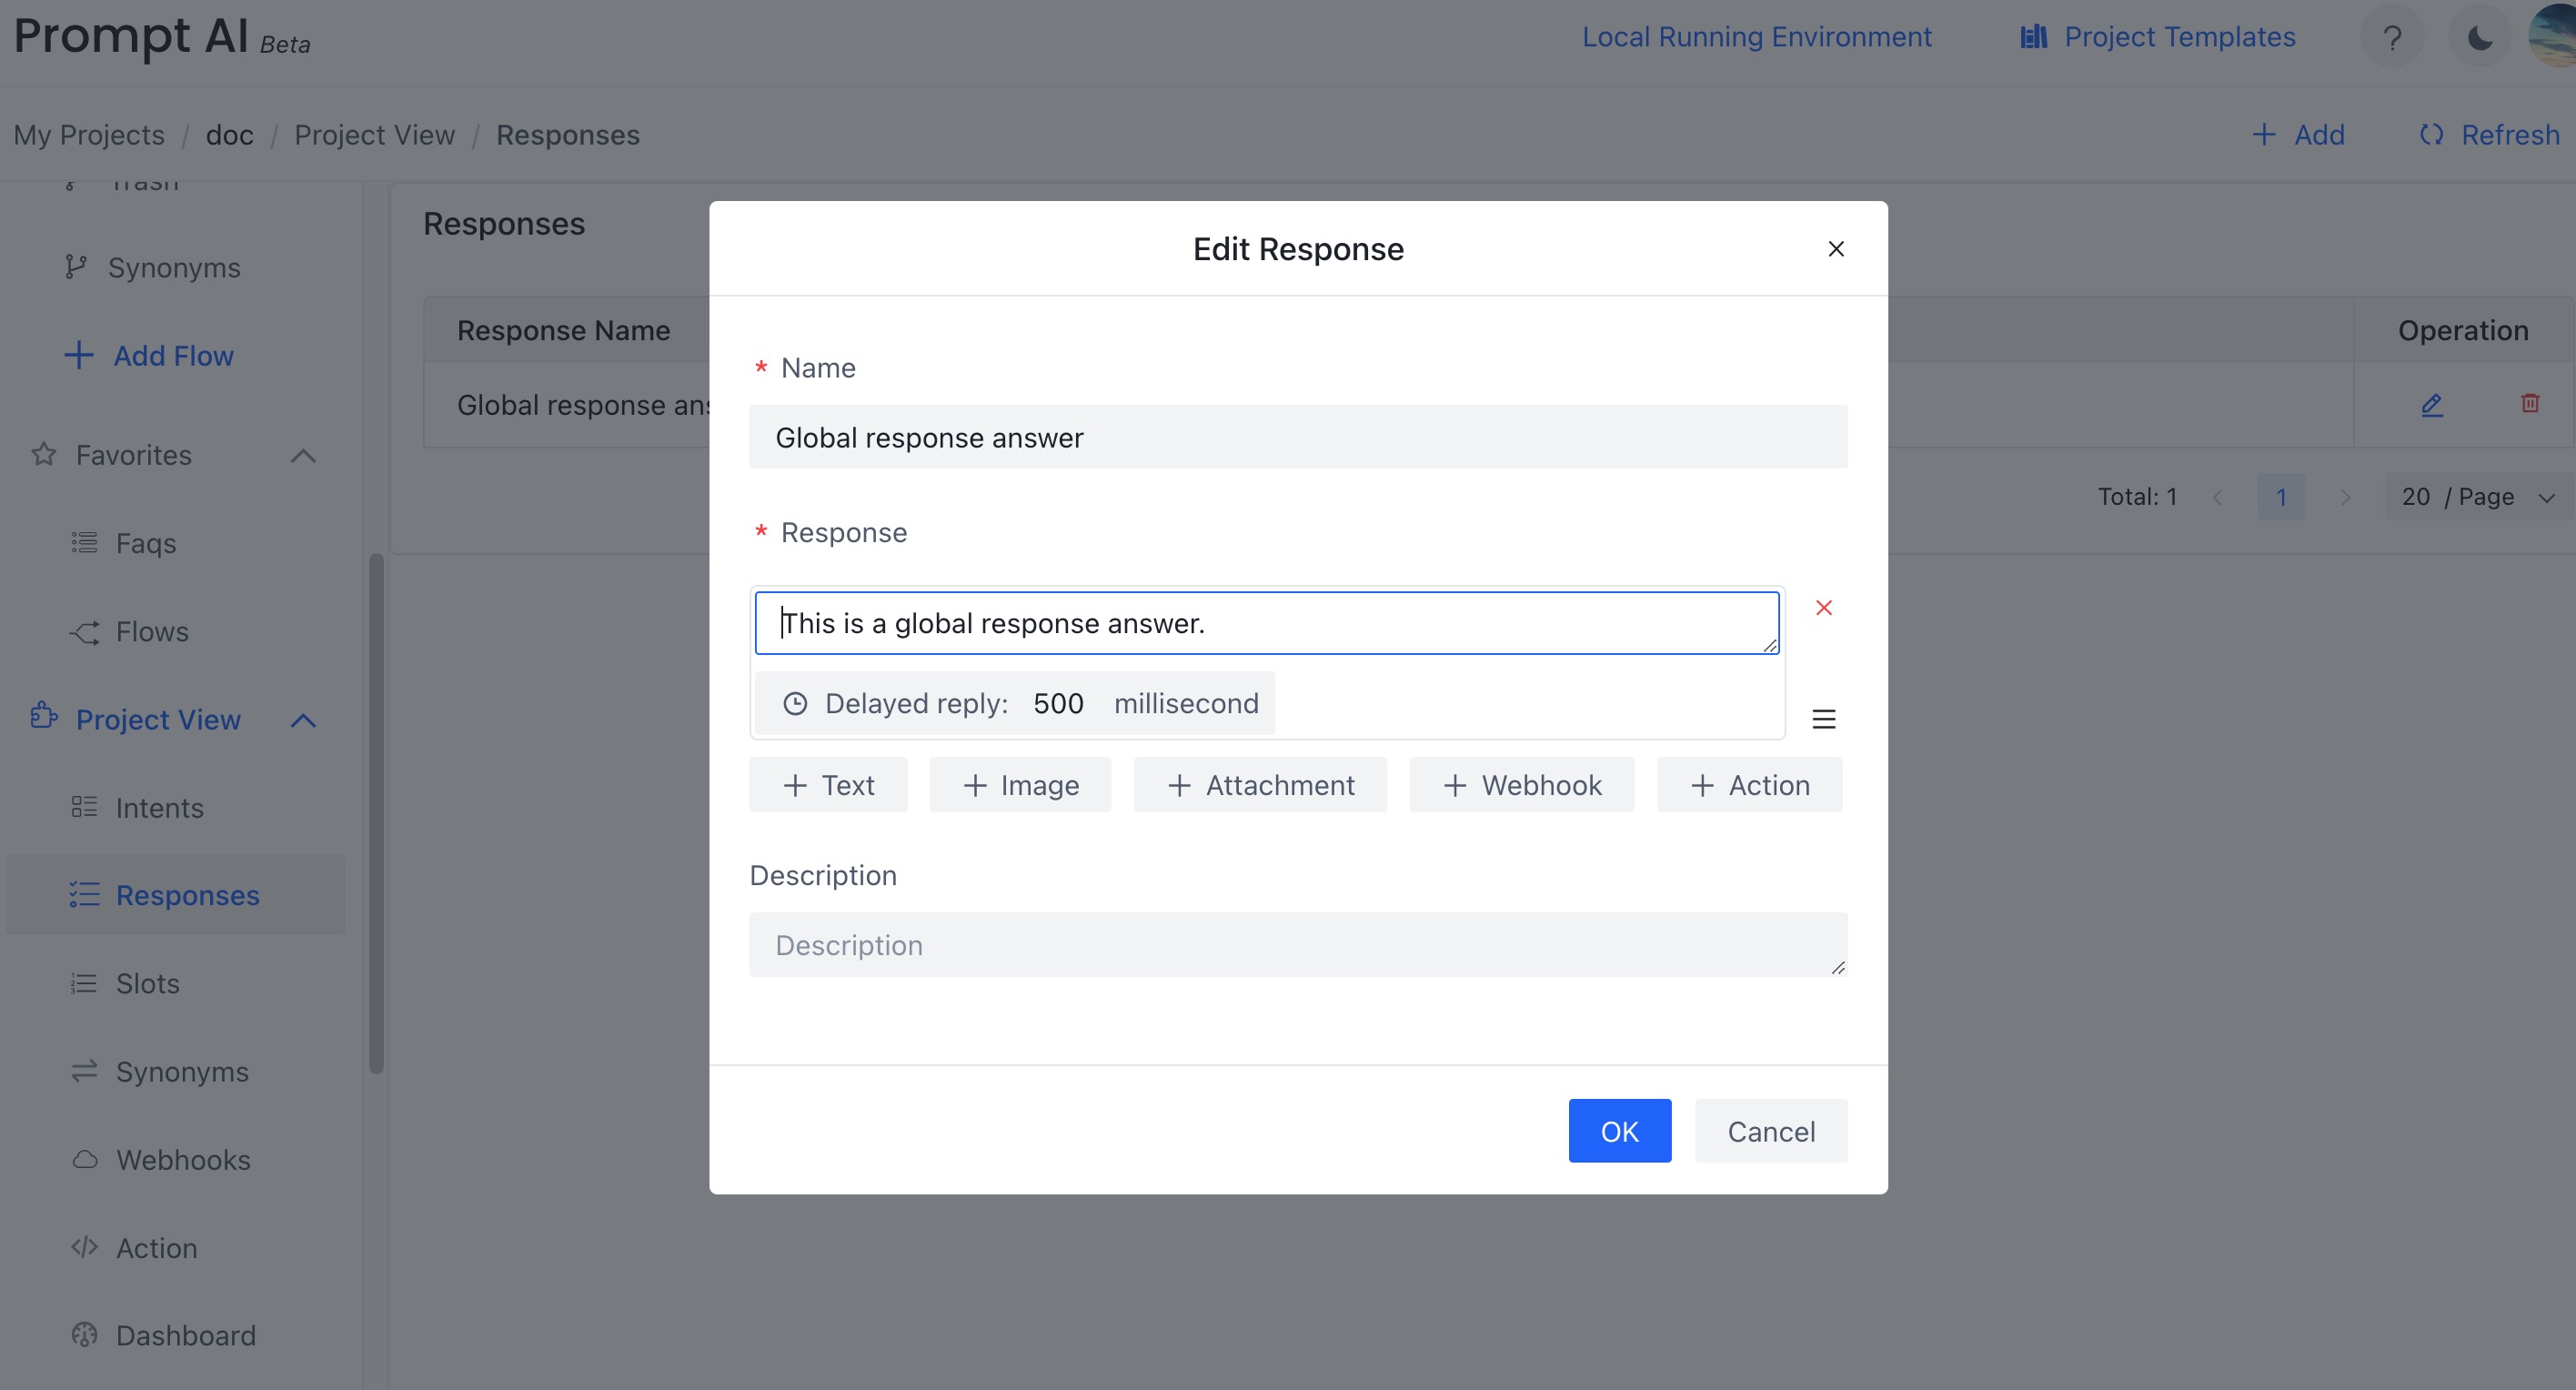 Prompt AI Beta
Local Running Environment
Project Templates
?
My Projects / doc / Project View / Responses
+ Add
Refresh
Trash
Synonyms
+ Add Flow
Favorites
Faqs
Flows
Project View
Intents
Responses
Slots
Synonyms
Webhooks
Action
Dashboard
Responses
Response Name
Operation
Global response ans
Total: 1
1
20 / Page
Edit Response
* Name
Global response answer
* Response
This is a global response answer.
Delayed reply: 500 millisecond
+ Text
+ Image
+ Attachment
+ Webhook
+ Action
Description
Description
OK
Cancel